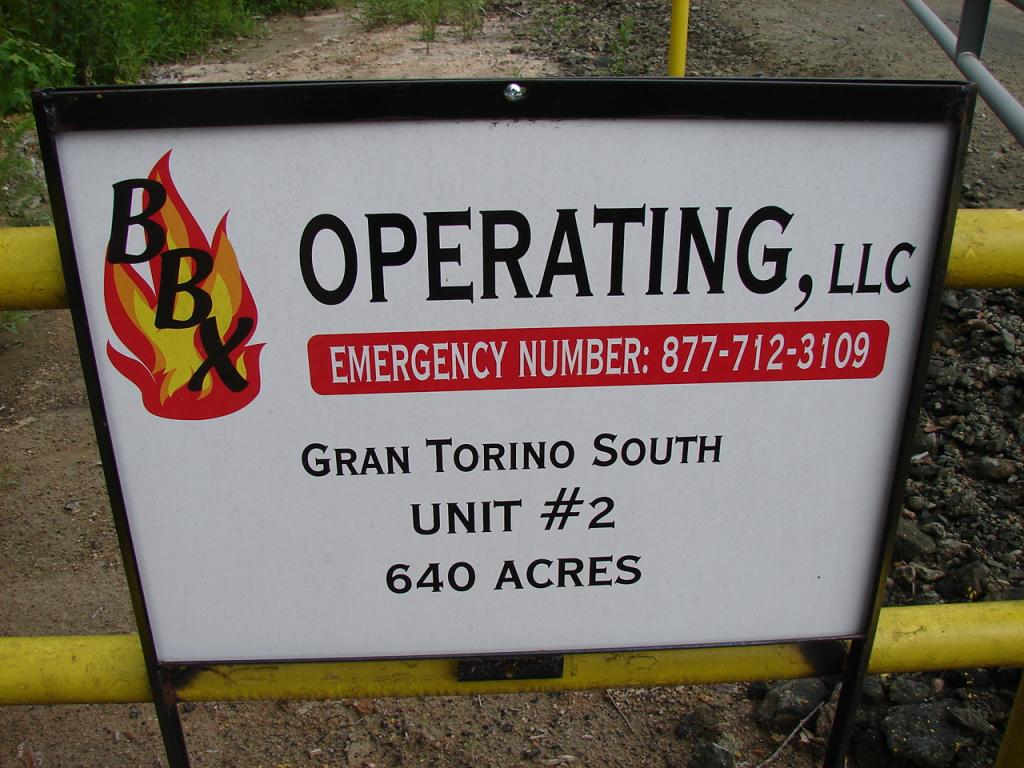 BBX
OPERATING, LLC
EMERGENCY NUMBER: 877-712-3109
GRAN TORINO SOUTH
UNIT #2
640 ACRES